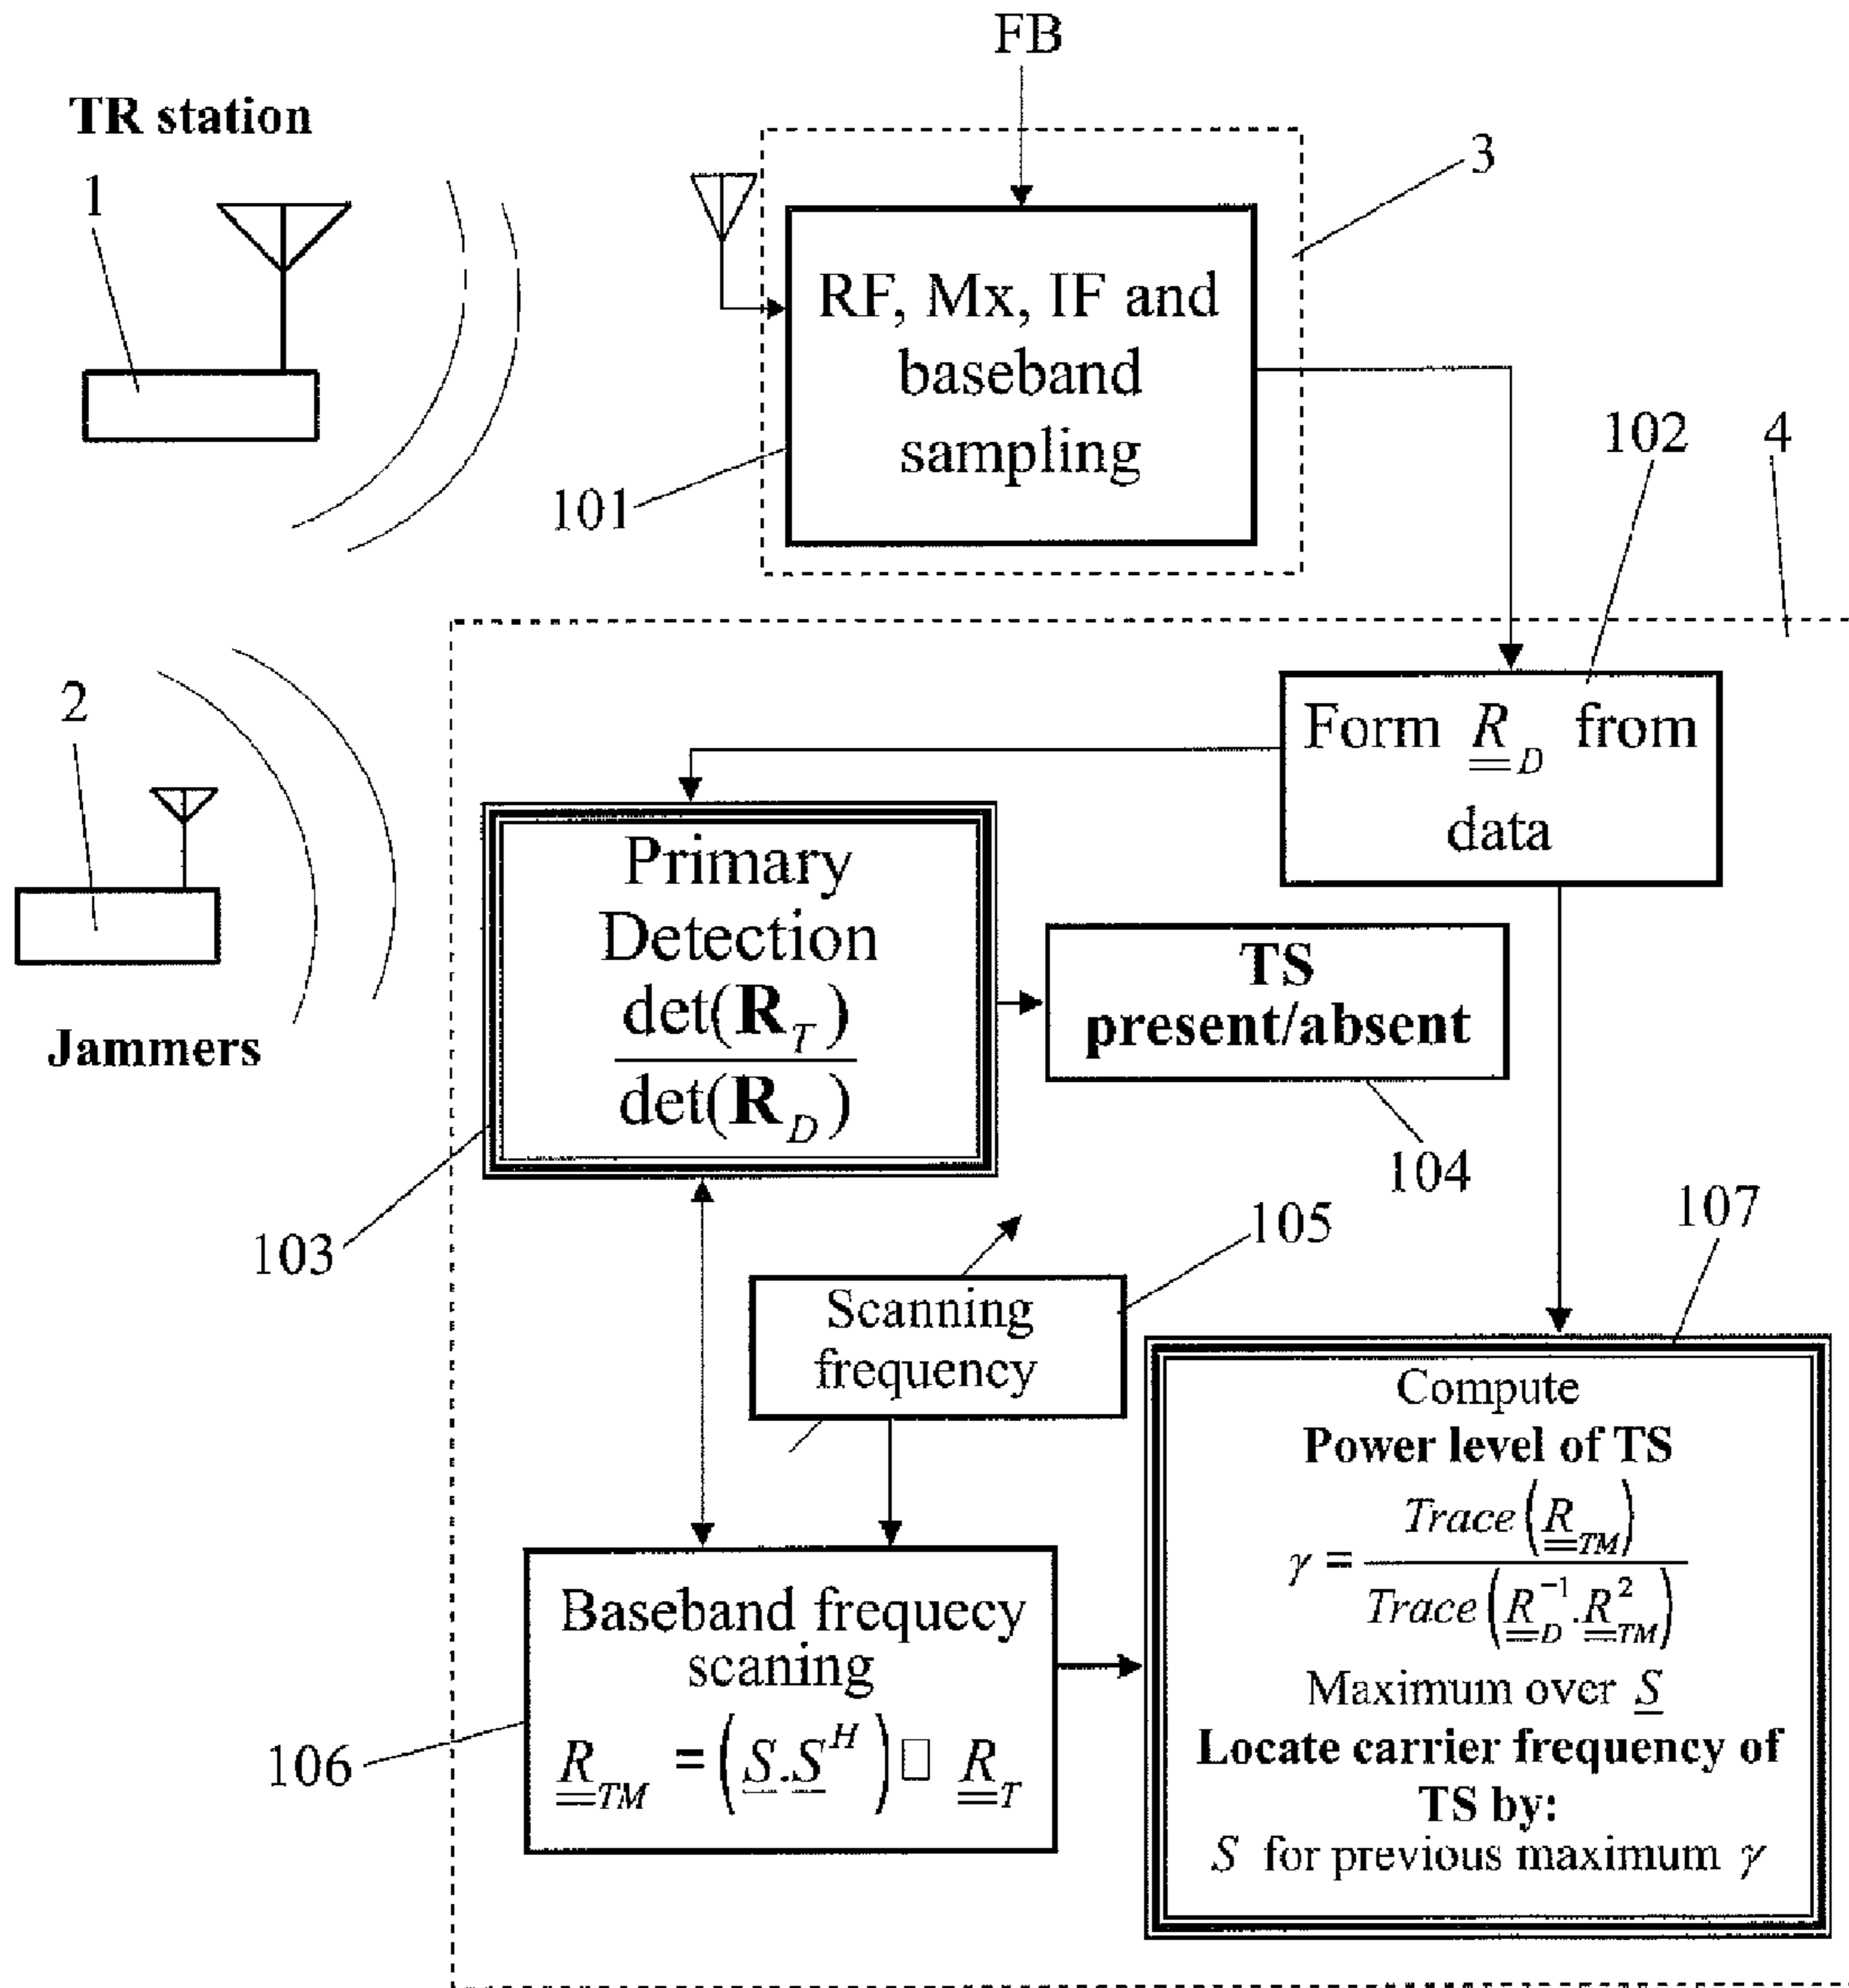 FB
TR station
1
3
RF, Mx, IF and
baseband
sampling
101
102
4
2
Form R_D from
data
Primary
Detection
det(R_T)
det(R_D)
TS
present/absent
Jammers
104
103
105
107
Scanning
frequency
Compute
Power level of TS
γ = Trace(R_TM)
Trace(R_D^-1.R_TM^2)
Baseband frequecy
scaning
R_TM = (S.S^H) □ R_T
106
Maximum over S
Locate carrier frequency of
TS by:
S for previous maximum γ